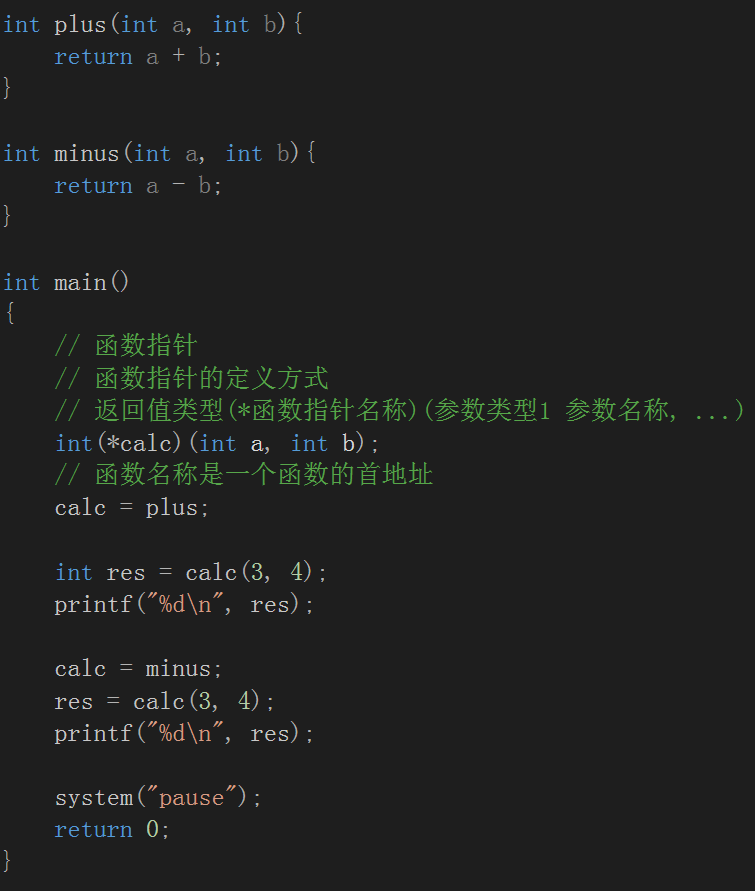 int plus(int a, int b){
    return a + b;
}

int minus(int a, int b){
    return a - b;
}

int main()
{
    // 函数指针
    // 函数指针的定义方式
    // 返回值类型(*函数指针名称)(参数类型1 参数名称, ...)
    int(*calc)(int a, int b);
    // 函数名称是一个函数的首地址
    calc = plus;

    int res = calc(3, 4);
    printf("%d\n", res);

    calc = minus;
    res = calc(3, 4);
    printf("%d\n", res);

    system("pause");
    return 0;
}